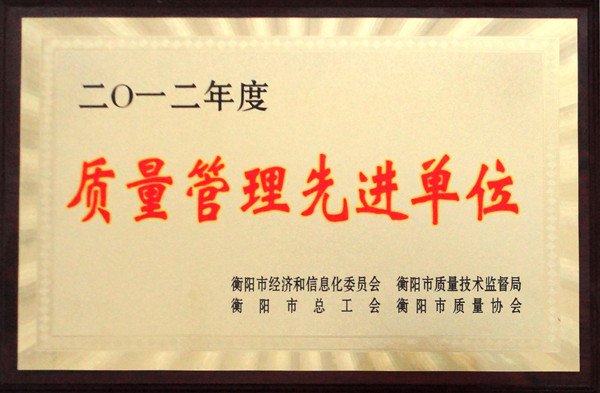 二〇一二年度
质量管理先进单位
衡阳市经济和信息化委员会 衡阳市质量技术监督局
衡阳市总工会 衡阳市质量协会